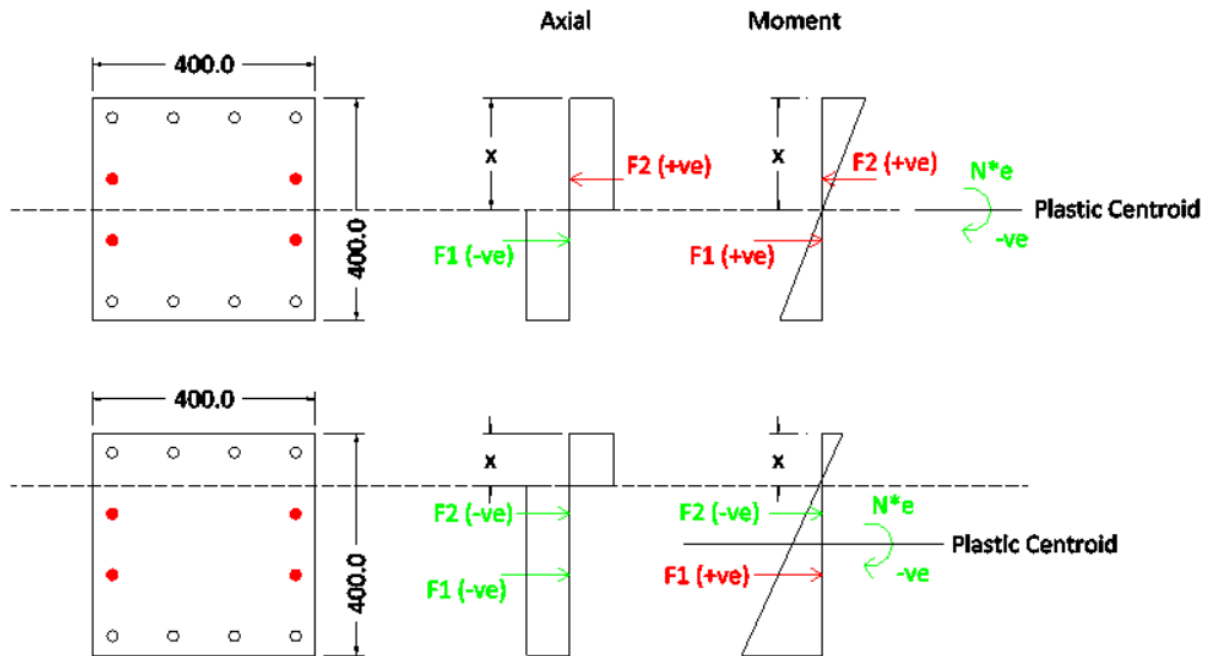 Axial
Moment
400.0
x
x
F2 (+ve)
F2 (+ve)
N*e
Plastic Centroid
400.0
F1 (-ve)
F1 (+ve)
-ve
400.0
x
x
F2 (-ve)
F2 (-ve)
N*e
Plastic Centroid
400.0
F1 (-ve)
F1 (+ve)
-ve